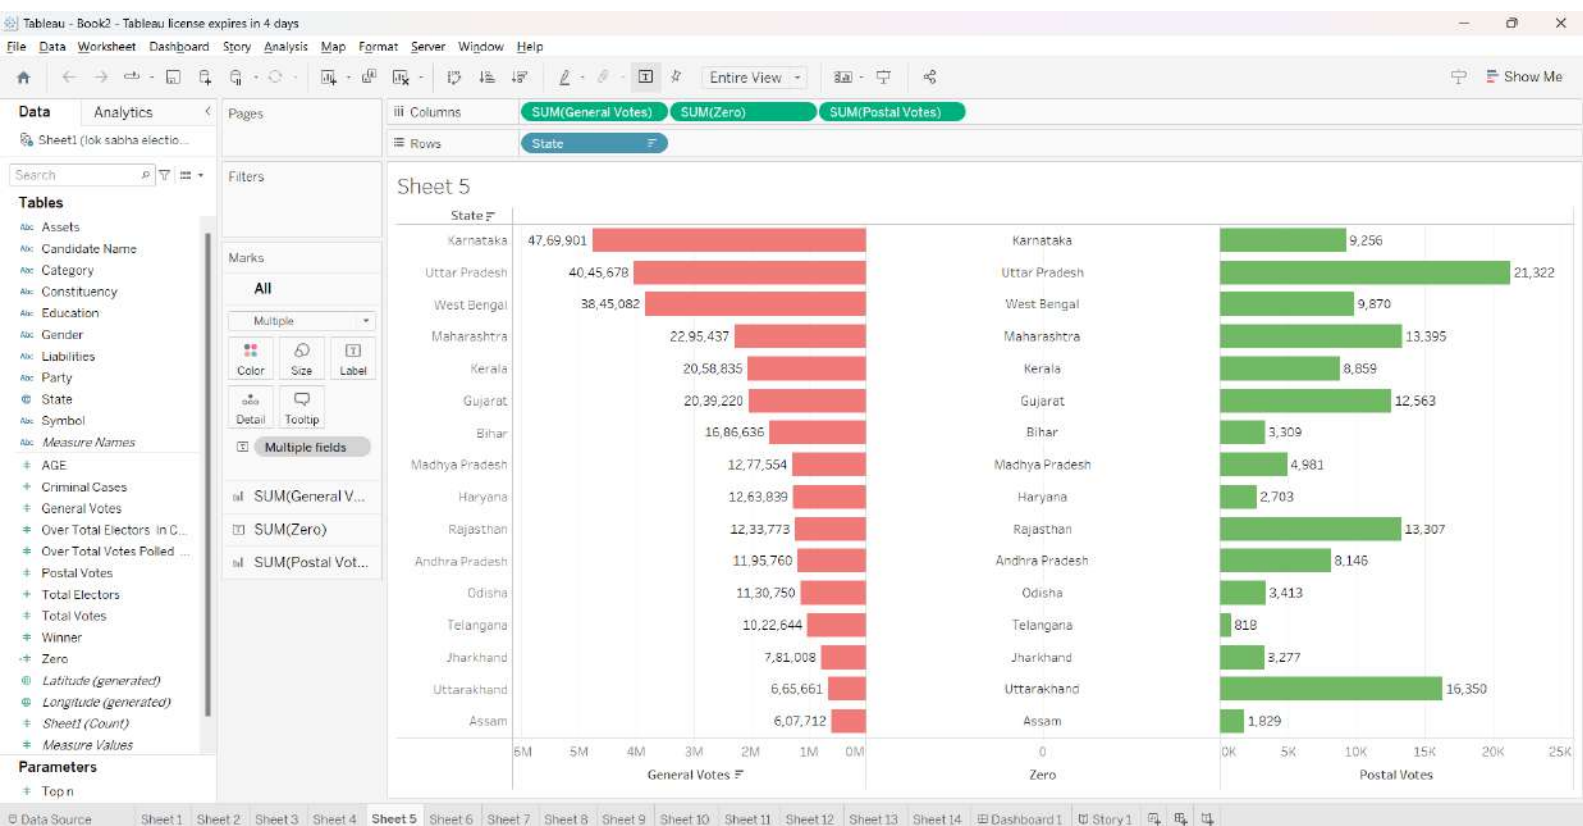 Tableau - Book2 - Tableau license expires in 4 days
File Data Worksheet Dashboard Story Analysis Map Format Server Window Help
Entire View
Show Me
Data Analytics
Sheet1 (lok sabha electio...
Search
Tables
Abc Assets
Abc Candidate Name
Abc Category
Abc Constituency
Abc Education
Abc Gender
Abc Liabilities
Abc Party
State
Abc Symbol
Abc Measure Names
AGE
Criminal Cases
General Votes
Over Total Electors In C...
Over Total Votes Polled ...
Postal Votes
Total Electors
Total Votes
Winner
Zero
Latitude (generated)
Longitude (generated)
Sheet1 (Count)
Measure Values
Parameters
Top n
Pages
Filters
Marks
All
Multiple
Color Size Label
Detail Tooltip
Multiple fields
SUM(General V...
SUM(Zero)
SUM(Postal Vot...
Columns SUM(General Votes) SUM(Zero) SUM(Postal Votes)
Rows State
Sheet 5
State
Karnataka 47,69,901 Karnataka 9,256
Uttar Pradesh 40,45,678 Uttar Pradesh 21,322
West Bengal 38,45,082 West Bengal 9,870
Maharashtra 22,95,437 Maharashtra 13,395
Kerala 20,58,835 Kerala 8,859
Gujarat 20,39,220 Gujarat 12,563
Bihar 16,86,636 Bihar 3,309
Madhya Pradesh 12,77,554 Madhya Pradesh 4,981
Haryana 12,63,839 Haryana 2,703
Rajasthan 12,33,773 Rajasthan 13,307
Andhra Pradesh 11,95,760 Andhra Pradesh 8,146
Odisha 11,30,750 Odisha 3,413
Telangana 10,22,644 Telangana 818
Jharkhand 7,81,008 Jharkhand 3,277
Uttarakhand 6,65,661 Uttarakhand 16,350
Assam 6,07,712 Assam 1,829
6M 5M 4M 3M 2M 1M 0M 0 0K 5K 10K 15K 20K 25K
General Votes Zero Postal Votes
Data Source Sheet 1 Sheet 2 Sheet 3 Sheet 4 Sheet 5 Sheet 6 Sheet 7 Sheet 8 Sheet 9 Sheet 10 Sheet 11 Sheet 12 Sheet 13 Sheet 14 Dashboard 1 Story 1